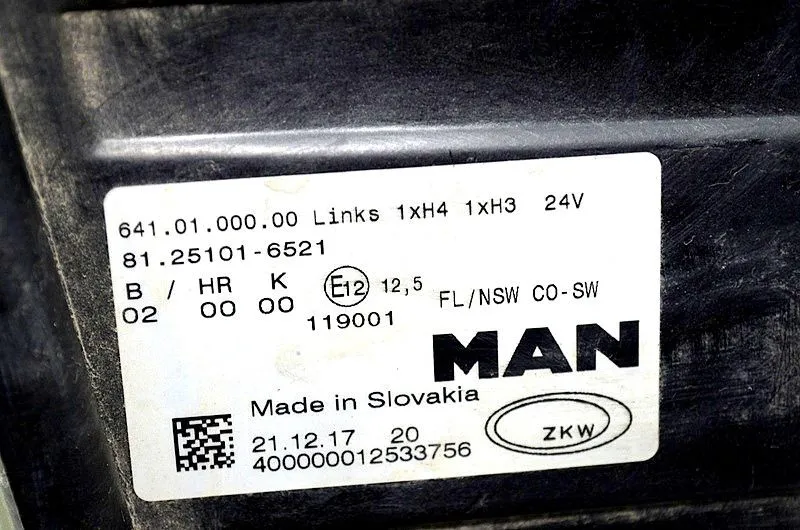 641.01.000.00 Links 1xH4 1xH3 24V
81.25101-6521
B / HR K E12 12,5 FL/NSW CO-SW
02 00 00 119001
MAN
Made in Slovakia
21.12.17 20 ZKW
400000012533756